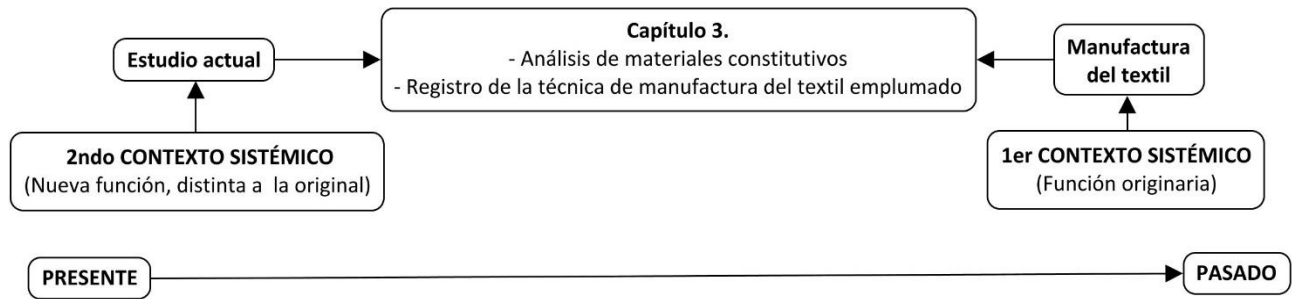 Capítulo 3.
- Análisis de materiales constitutivos
- Registro de la técnica de manufactura del textil emplumado
Estudio actual
Manufactura
del textil
2ndo CONTEXTO SISTÉMICO
(Nueva función, distinta a la original)
1er CONTEXTO SISTÉMICO
(Función originaria)
PRESENTE
PASADO